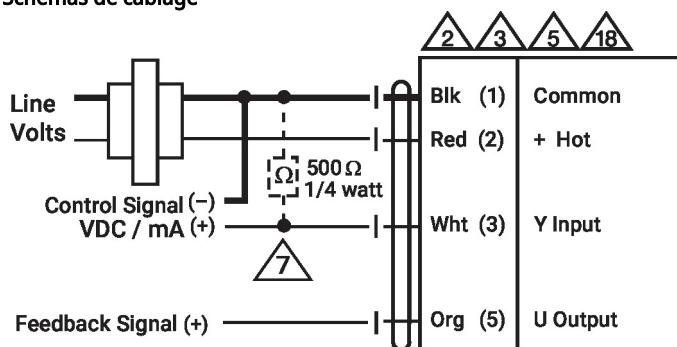 Schémas de câblage
2 3 5 18
Line Volts
Blk (1) Common
Red (2) + Hot
Ω 500 Ω
1/4 watt
Control Signal (−)
VDC / mA (+)
Wht (3) Y Input
7
Feedback Signal (+)
Org (5) U Output